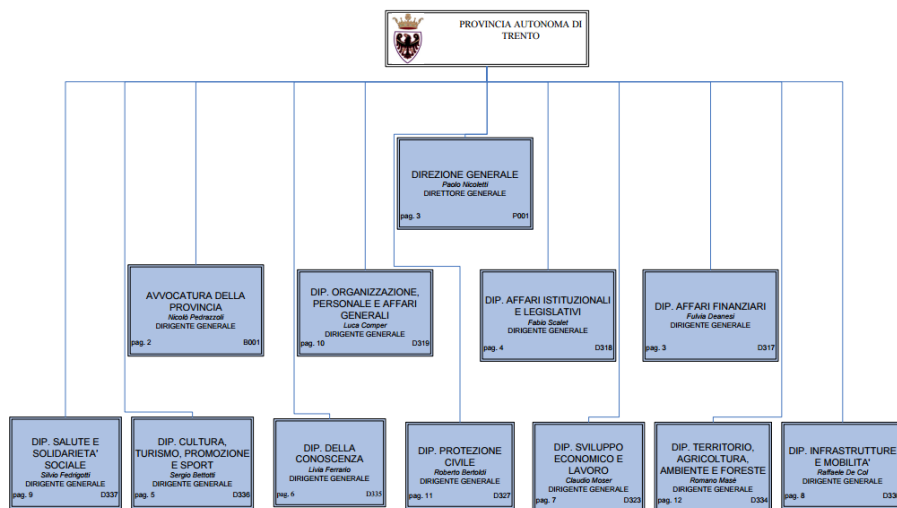 PROVINCIA AUTONOMA DI
TRENTO
DIREZIONE GENERALE
Paolo Nicoletti
DIRETTORE GENERALE
pag. 3 P001
AVVOCATURA DELLA
PROVINCIA
Nicolò Pedrazzoli
DIRIGENTE GENERALE
pag. 2 B001
DIP. ORGANIZZAZIONE,
PERSONALE E AFFARI
GENERALI
Luca Comper
DIRIGENTE GENERALE
pag. 10 D319
DIP. AFFARI ISTITUZIONALI
E LEGISLATIVI
Fabio Scalet
DIRIGENTE GENERALE
pag. 4 D318
DIP. AFFARI FINANZIARI
Fulvia Deanesi
DIRIGENTE GENERALE
pag. 3 D317
DIP. SALUTE E
SOLIDARIETA'
SOCIALE
Silvio Fedrigotti
DIRIGENTE GENERALE
pag. 9 D337
DIP. CULTURA,
TURISMO, PROMOZIONE
E SPORT
Sergio Bettotti
DIRIGENTE GENERALE
pag. 5 D336
DIP. DELLA
CONOSCENZA
Livia Ferrario
DIRIGENTE GENERALE
pag. 6 D335
DIP. PROTEZIONE
CIVILE
Roberto Bertoldi
DIRIGENTE GENERALE
pag. 11 D327
DIP. SVILUPPO
ECONOMICO E
LAVORO
Claudio Moser
DIRIGENTE GENERALE
pag. 7 D323
DIP. TERRITORIO,
AGRICOLTURA,
AMBIENTE E FORESTE
Romano Masè
DIRIGENTE GENERALE
pag. 12 D334
DIP. INFRASTRUTTURE
E MOBILITA'
Raffaele De Col
DIRIGENTE GENERALE
pag. 8